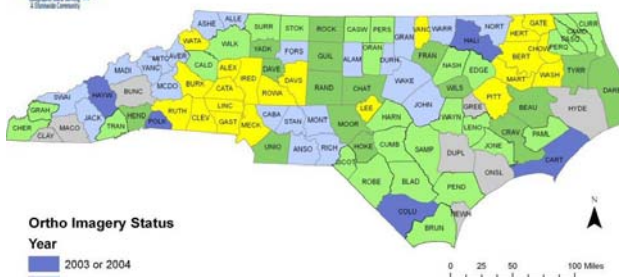 A Statewide Community
ASHE ALLE SURR STOK ROCK CASW PERS GRAN VANC WARR NORT HERT GATE CURR
WATA WILK YADK FORS GUIL ALAM ORAN DURH FRAN HALI BERT CHOW PERQ PASQ CAMD
MADI YANC MITC AVER CALD ALEX IRED DAVE DAVS RAND CHAT WAKE NASH EDGE MART WASH TYRR DARE
SWAI HAYW BUNC MCDO BURK CATA ROWA LEE JOHN WILS PITT BEAU HYDE
GRAH JACK HEND RUTH CLEV LINC GAST MECK CABA STAN MONT MOOR HARN WAYN GREE LENO CRAV PAML
CHER CLAY MACO TRAN POLK UNIO ANSO RICH HOKE SCOT CUMB SAMP DUPL JONE ONSL CART
ROBE BLAD PEND
COLU BRUN NEWH
N
Ortho Imagery Status
Year
2003 or 2004
0 25 50 100 Miles